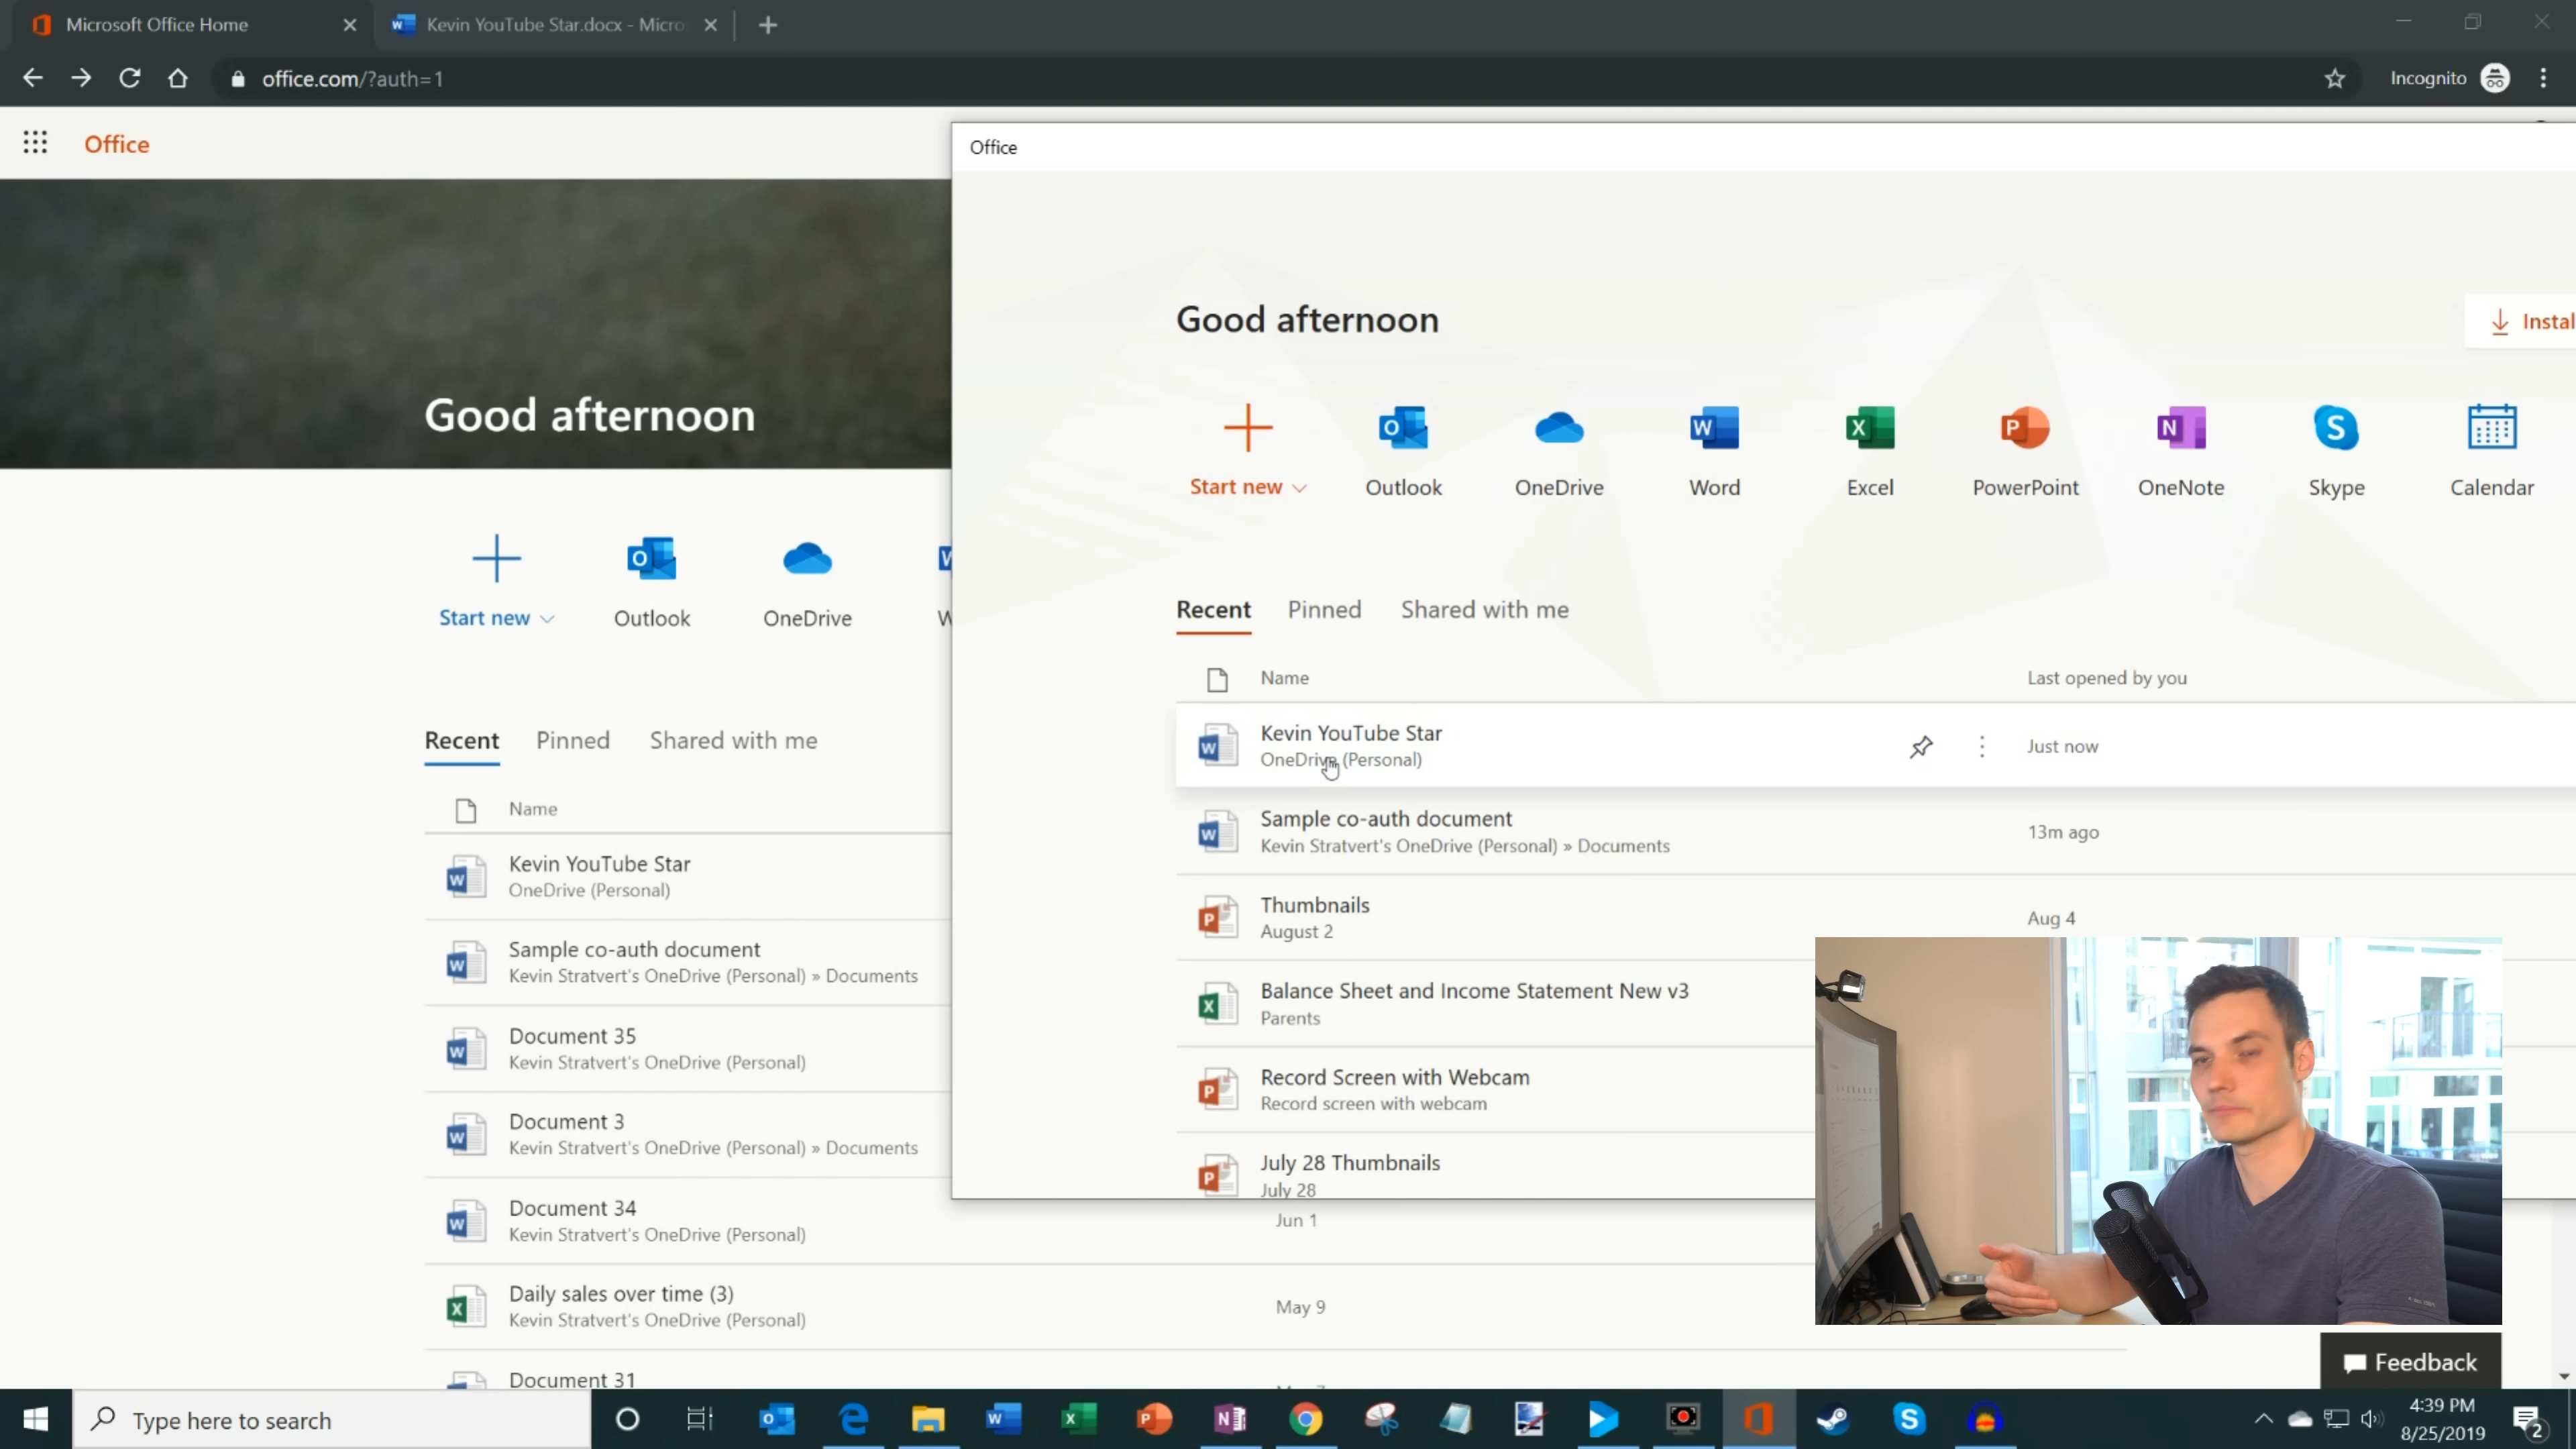 Microsoft Office Home
Kevin YouTube Star.docx - Micro
office.com/?auth=1
Incognito
Office
Good afternoon
Start new
Outlook
OneDrive
Recent
Pinned
Shared with me
Name
Kevin YouTube Star
OneDrive (Personal)
Sample co-auth document
Kevin Stratvert's OneDrive (Personal) » Documents
Document 35
Kevin Stratvert's OneDrive (Personal)
Document 3
Kevin Stratvert's OneDrive (Personal) » Documents
Document 34
Kevin Stratvert's OneDrive (Personal)
Jun 1
Daily sales over time (3)
Kevin Stratvert's OneDrive (Personal)
May 9
Document 31
Office
Good afternoon
Instal
Start new
Outlook
OneDrive
Word
Excel
PowerPoint
OneNote
Skype
Calendar
Recent
Pinned
Shared with me
Name
Last opened by you
Kevin YouTube Star
OneDrive (Personal)
Just now
Sample co-auth document
Kevin Stratvert's OneDrive (Personal) » Documents
13m ago
Thumbnails
August 2
Aug 4
Balance Sheet and Income Statement New v3
Parents
Record Screen with Webcam
Record screen with webcam
July 28 Thumbnails
July 28
Feedback
Type here to search
4:39 PM
8/25/2019
2